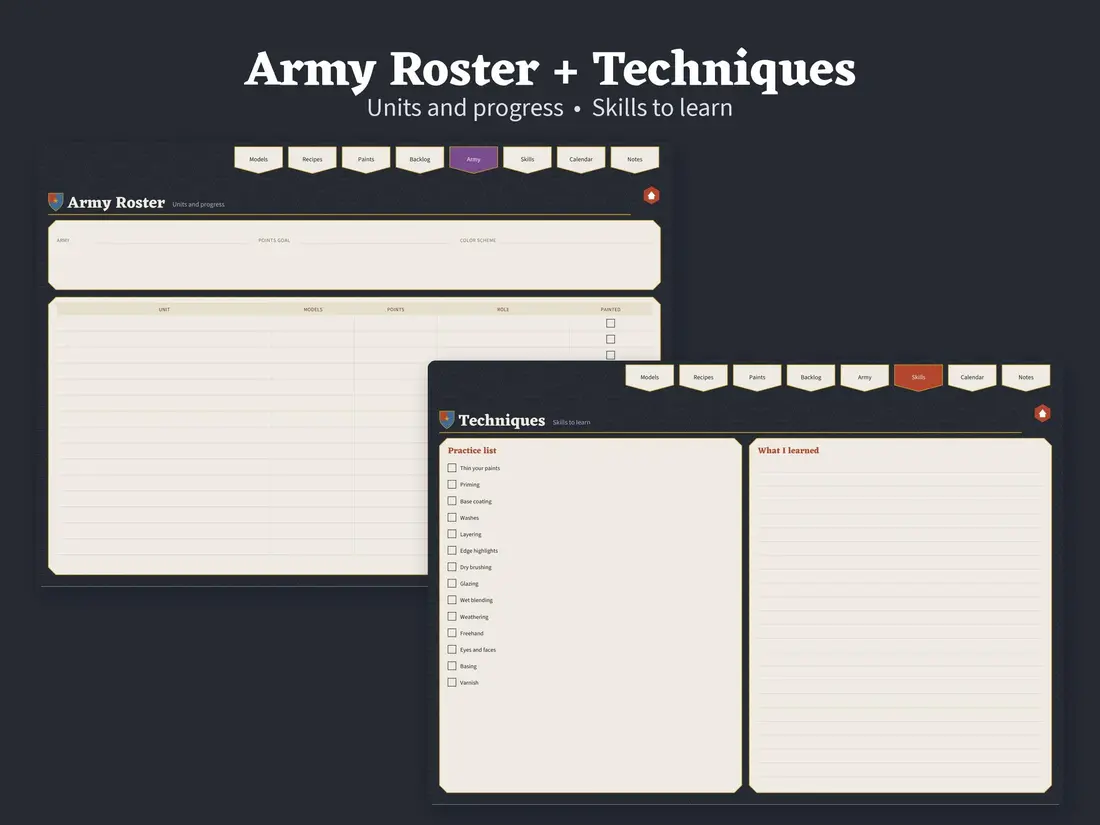 Army Roster + Techniques
Units and progress • Skills to learn
Models Recipes Paints Backlog Army Skills Calendar Notes
Army Roster Units and progress
ARMY POINTS GOAL COLOR SCHEME
UNIT MODELS POINTS ROLE PAINTED
Models Recipes Paints Backlog Army Skills Calendar Notes
Techniques Skills to learn
Practice list
Thin your paints
Priming
Base coating
Washes
Layering
Edge highlights
Dry brushing
Glazing
Wet blending
Weathering
Freehand
Eyes and faces
Basing
Varnish
What I learned